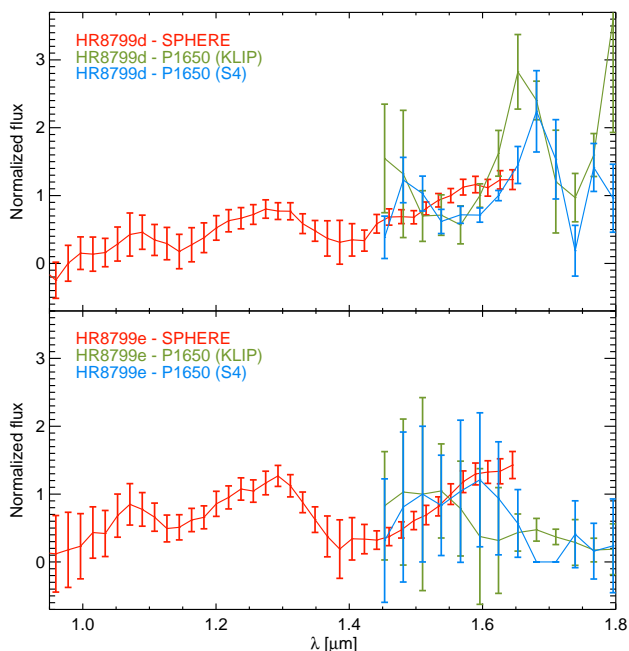 HR8799d - SPHERE
HR8799d - P1650 (KLIP)
HR8799d - P1650 (S4)
3
2
1
0
Normalized flux
HR8799e - SPHERE
HR8799e - P1650 (KLIP)
HR8799e - P1650 (S4)
3
2
1
0
Normalized flux
1.0 1.2 1.4 1.6 1.8
λ [μm]